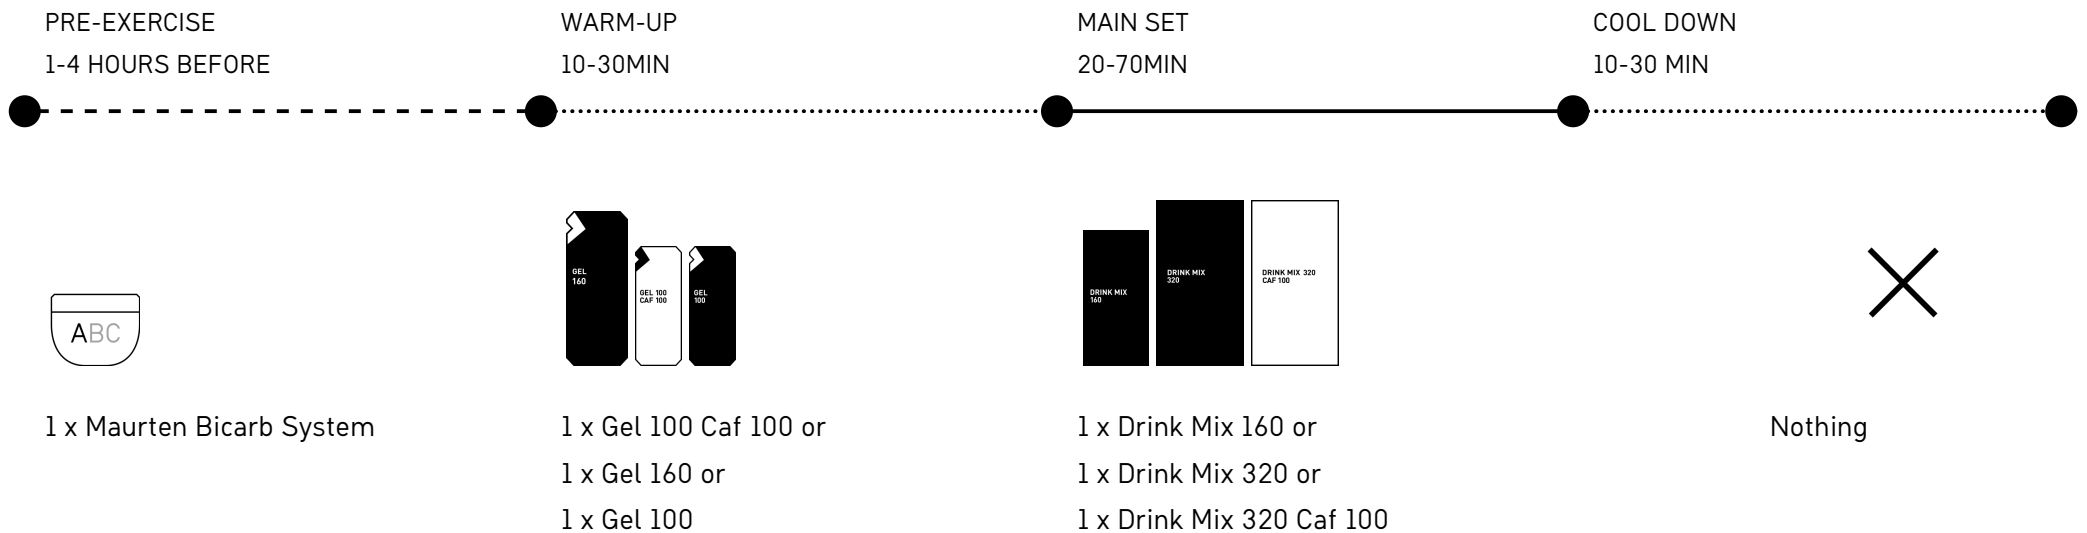 PRE-EXERCISE
1-4 HOURS BEFORE
WARM-UP
10-30MIN
MAIN SET
20-70MIN
COOL DOWN
10-30 MIN
ABC
GEL
160
GEL 100
CAF 100
GEL
100
DRINK MIX
160
DRINK MIX
320
DRINK MIX 320
CAF 100
1 x Maurten Bicarb System
1 x Gel 100 Caf 100 or
1 x Gel 160 or
1 x Gel 100
1 x Drink Mix 160 or
1 x Drink Mix 320 or
1 x Drink Mix 320 Caf 100
Nothing